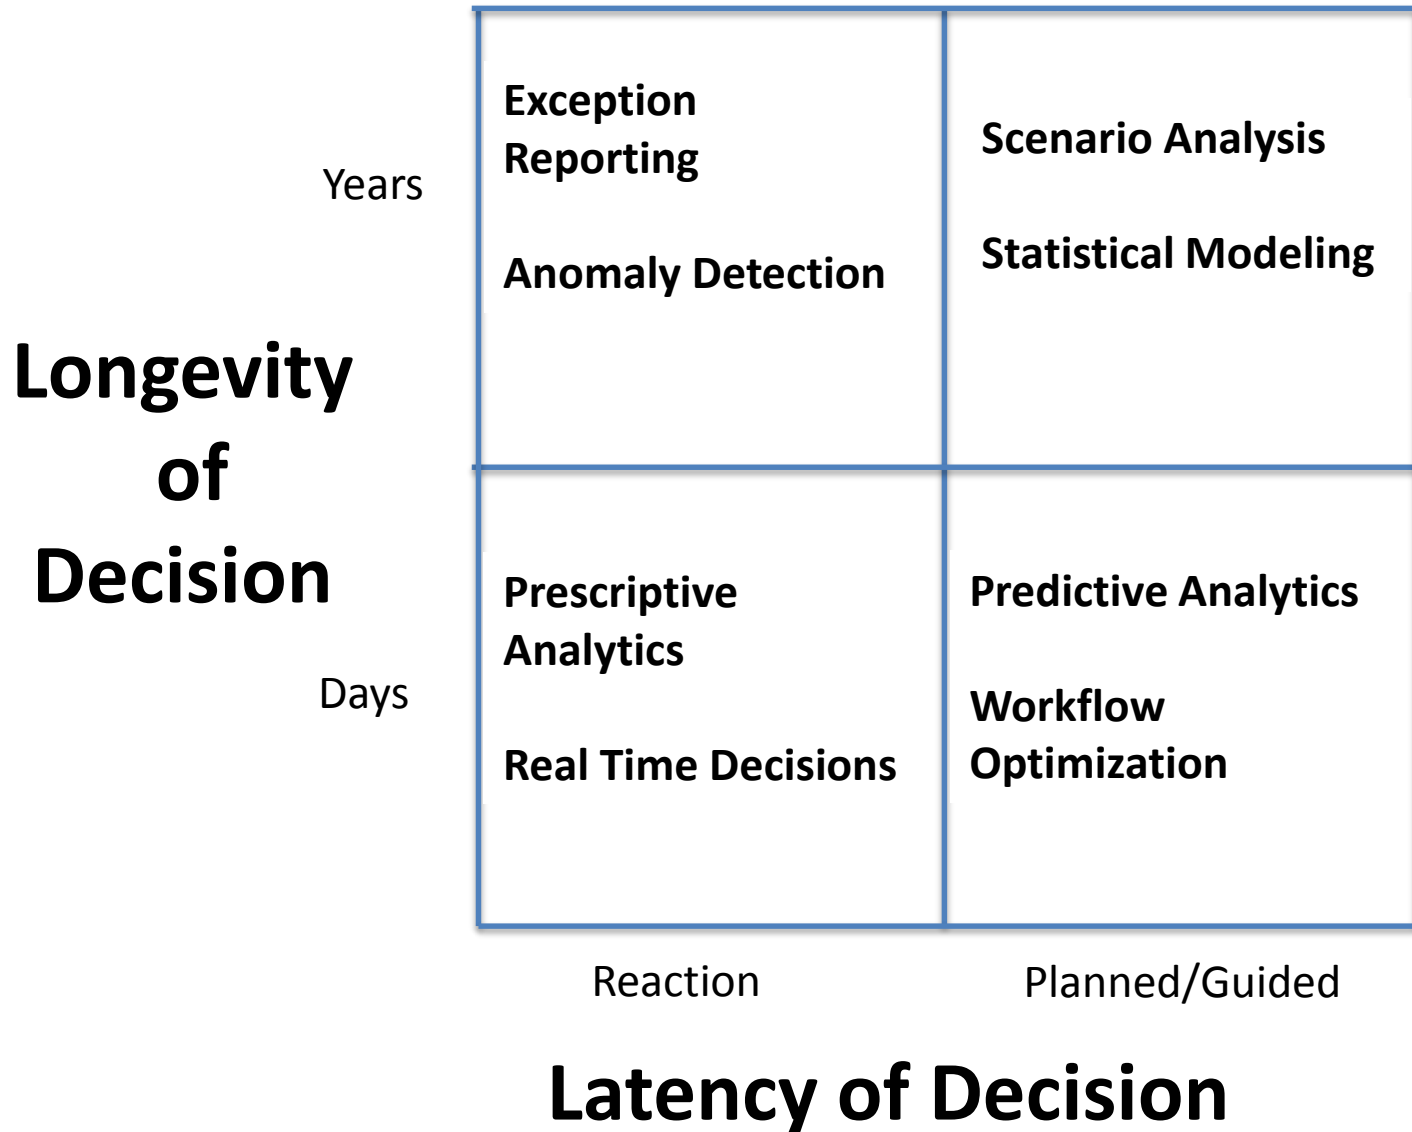 Exception
Reporting
Anomaly Detection
Scenario Analysis
Statistical Modeling
Years
Longevity
of
Decision
Days
Prescriptive
Analytics
Real Time Decisions
Predictive Analytics
Workflow
Optimization
Reaction
Planned/Guided
Latency of Decision